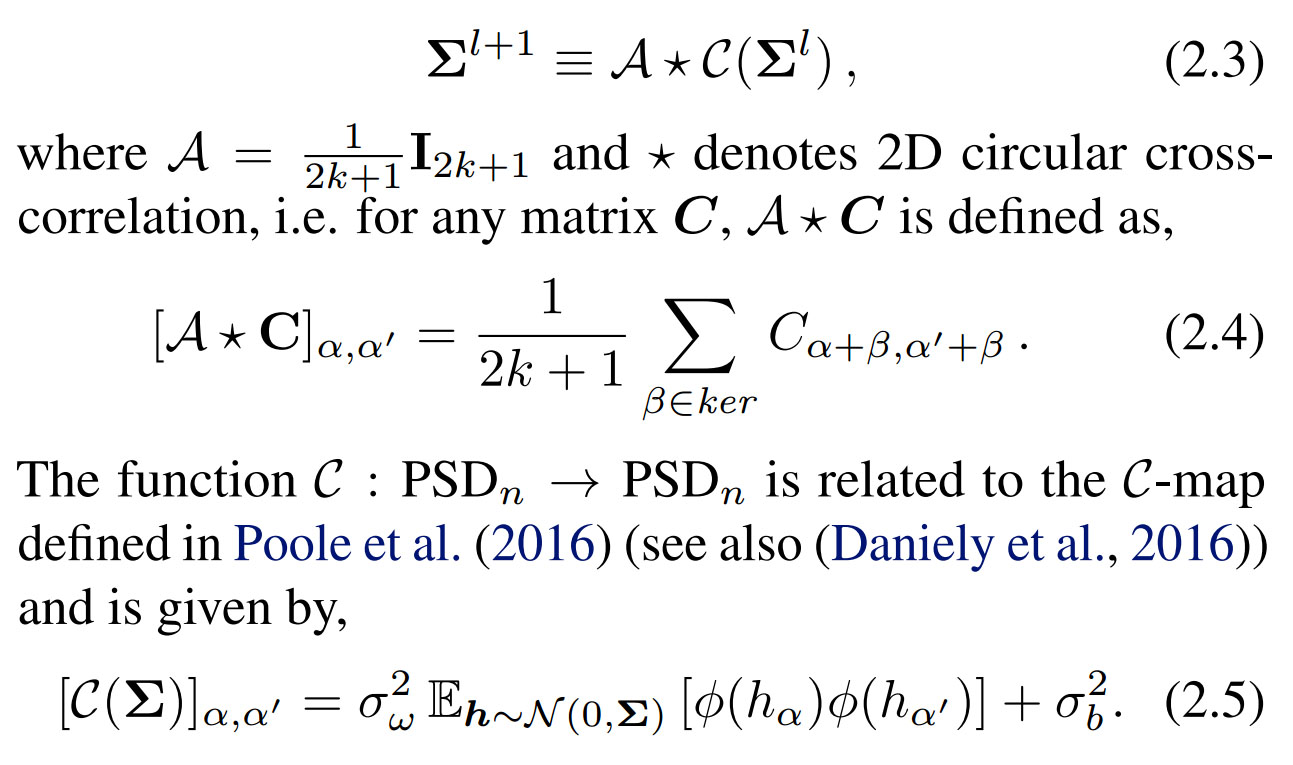 𝚺^{l+1} ≡ 𝒜 ⋆ 𝒞(𝚺^l) , (2.3)
where 𝒜 = \frac{1}{2k+1} 𝐈_{2k+1} and ⋆ denotes 2D circular cross-
correlation, i.e. for any matrix 𝑪, 𝒜 ⋆ 𝑪 is defined as,
[𝒜 ⋆ 𝐂]_{α,α′} = \frac{1}{2k + 1} \sum_{β∈ker} C_{α+β,α′+β} . (2.4)
The function 𝒞 : PSD_n → PSD_n is related to the 𝒞-map
defined in Poole et al. (2016) (see also (Daniely et al., 2016))
and is given by,
[𝒞(𝚺)]_{α,α′} = σ_ω^2 𝔼_{𝒉∼𝒩(0,𝚺)} [ϕ(h_α)ϕ(h_{α′})] + σ_b^2. (2.5)